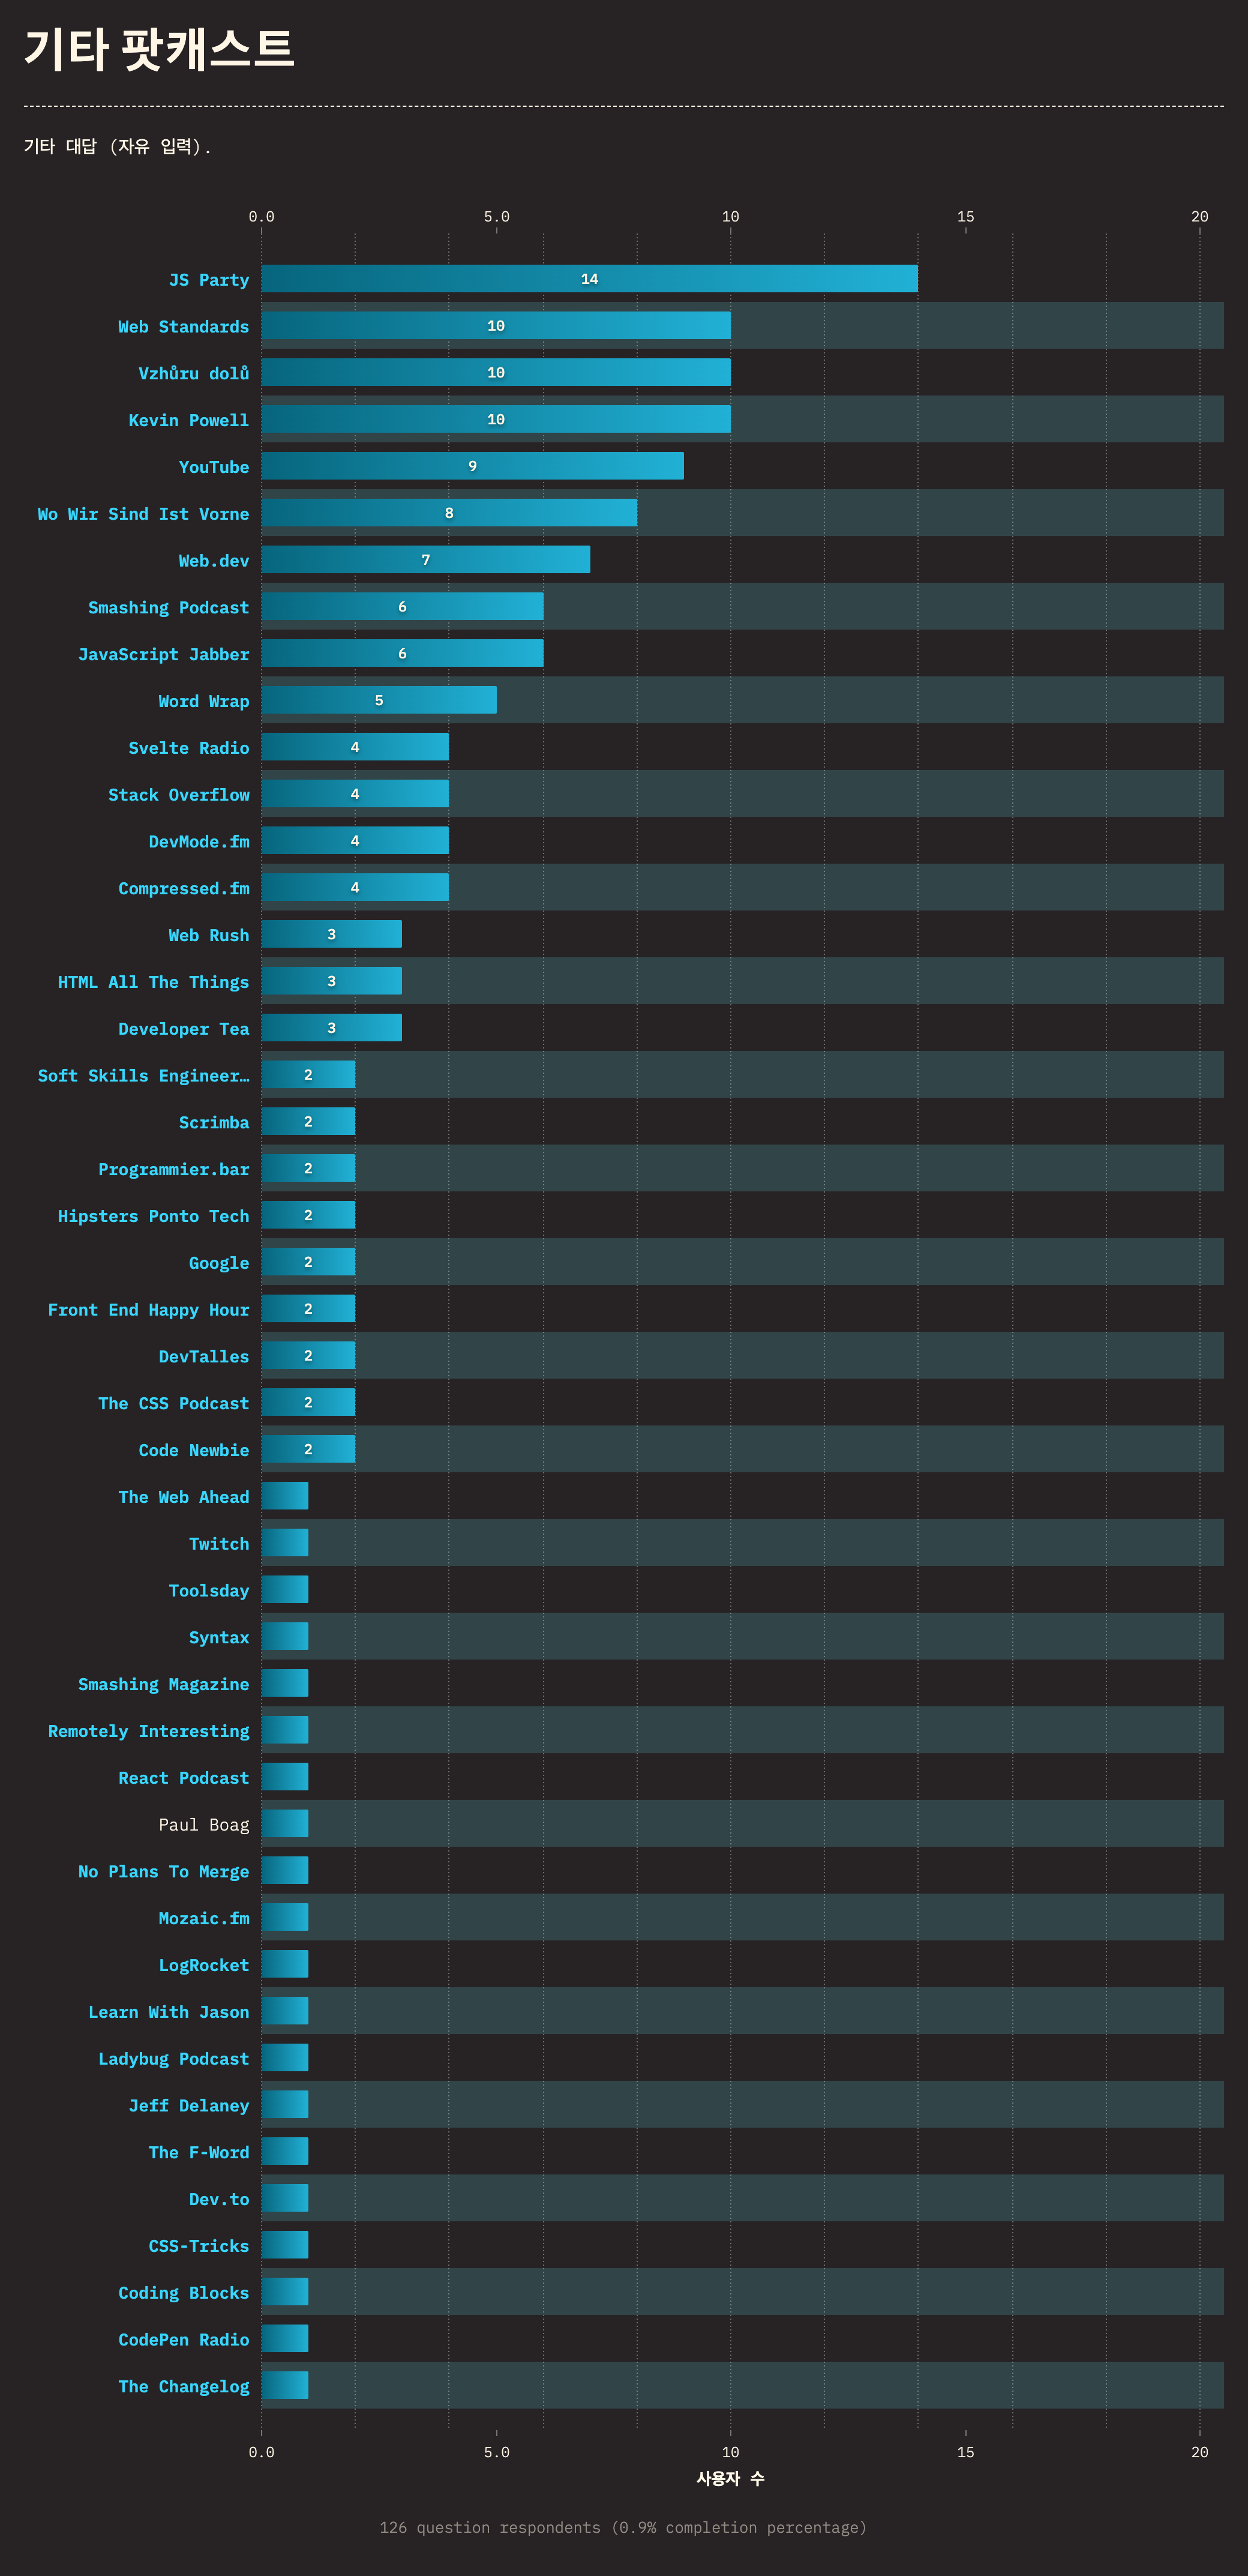 기타 팟캐스트
기타 대답 (자유 입력).
0.0 5.0 10 15 20
JS Party 14
Web Standards 10
Vzhůru dolů 10
Kevin Powell 10
YouTube 9
Wo Wir Sind Ist Vorne 8
Web.dev 7
Smashing Podcast 6
JavaScript Jabber 6
Word Wrap 5
Svelte Radio 4
Stack Overflow 4
DevMode.fm 4
Compressed.fm 4
Web Rush 3
HTML All The Things 3
Developer Tea 3
Soft Skills Engineer… 2
Scrimba 2
Programmier.bar 2
Hipsters Ponto Tech 2
Google 2
Front End Happy Hour 2
DevTalles 2
The CSS Podcast 2
Code Newbie 2
The Web Ahead
Twitch
Toolsday
Syntax
Smashing Magazine
Remotely Interesting
React Podcast
Paul Boag
No Plans To Merge
Mozaic.fm
LogRocket
Learn With Jason
Ladybug Podcast
Jeff Delaney
The F-Word
Dev.to
CSS-Tricks
Coding Blocks
CodePen Radio
The Changelog
0.0 5.0 10 15 20
사용자 수
126 question respondents (0.9% completion percentage)